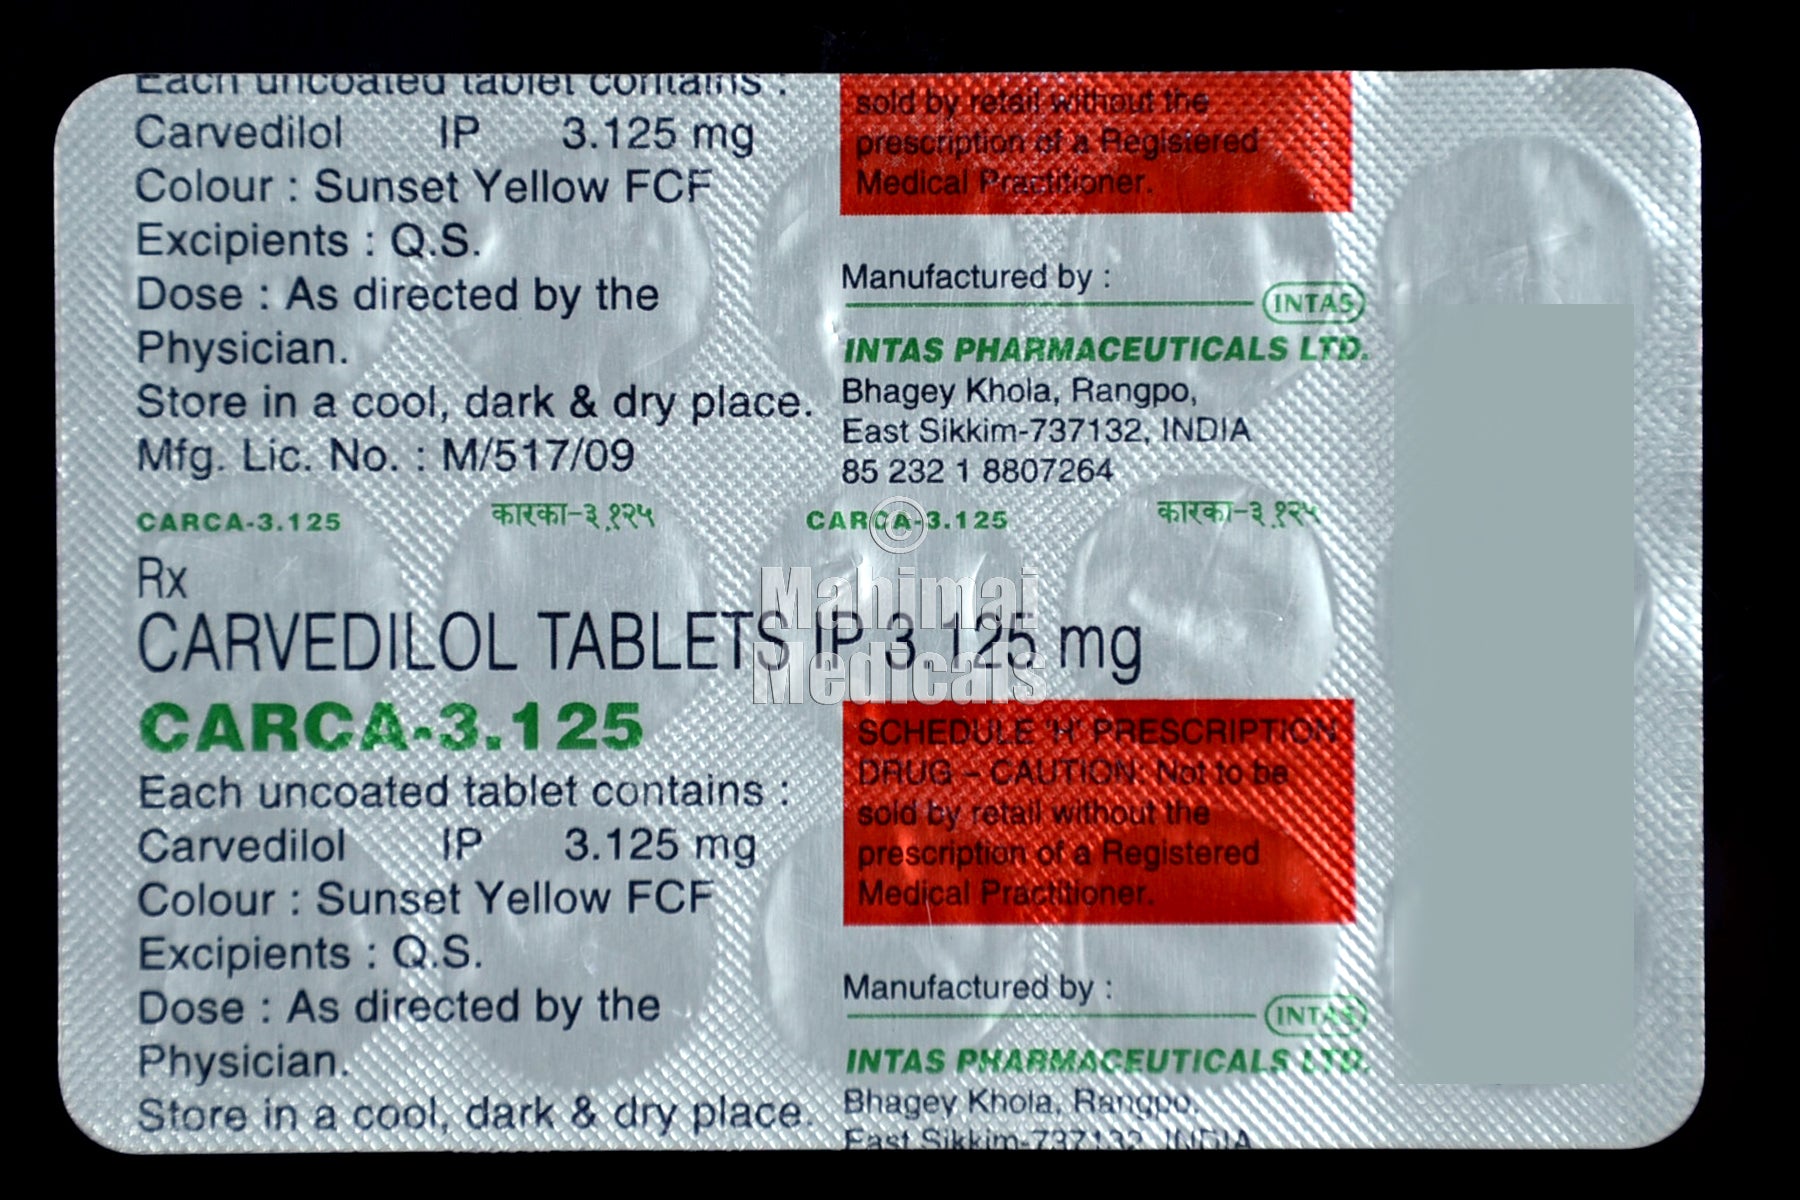 Each uncoated tablet contains :
Carvedilol IP 3.125 mg
Colour : Sunset Yellow FCF
Excipients : Q.S.
Dose : As directed by the
Physician.
Store in a cool, dark & dry place.
Mfg. Lic. No. : M/517/09
sold by retail without the
prescription of a Registered
Medical Practitioner.
Manufactured by :
INTAS
INTAS PHARMACEUTICALS LTD.
Bhagey Khola, Rangpo,
East Sikkim-737132, INDIA
85 232 1 8807264
CARCA-3.125 कारका-३.१२५ CARCA-3.125 कारका-३.१२५
Rx
CARVEDILOL TABLETS IP 3.125 mg
CARCA-3.125
Each uncoated tablet contains :
Carvedilol IP 3.125 mg
Colour : Sunset Yellow FCF
Excipients : Q.S.
Dose : As directed by the
Physician.
Store in a cool, dark & dry place.
SCHEDULE 'H' PRESCRIPTION
DRUG – CAUTION: Not to be
sold by retail without the
prescription of a Registered
Medical Practitioner.
Manufactured by :
INTAS
INTAS PHARMACEUTICALS LTD.
Bhagey Khola, Rangpo,
East Sikkim-737132, INDIA
©
Mahimai
Medicals